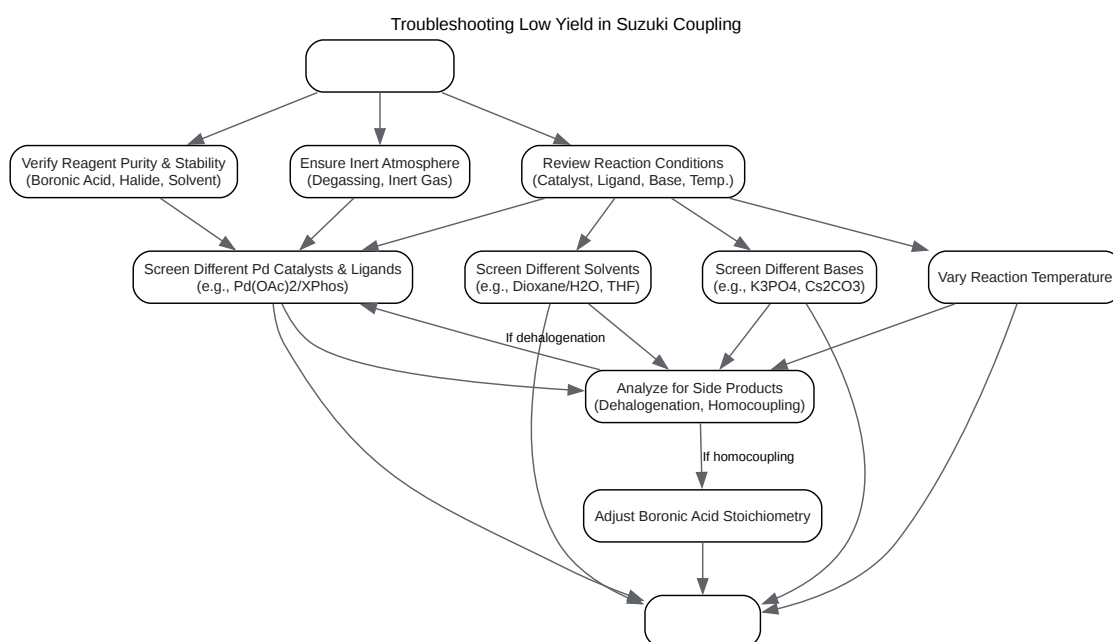 Troubleshooting Low Yield in Suzuki Coupling
Verify Reagent Purity & Stability
(Boronic Acid, Halide, Solvent)
Ensure Inert Atmosphere
(Degassing, Inert Gas)
Review Reaction Conditions
(Catalyst, Ligand, Base, Temp.)
Screen Different Pd Catalysts & Ligands
(e.g., Pd(OAc)2/XPhos)
Screen Different Solvents
(e.g., Dioxane/H2O, THF)
Screen Different Bases
(e.g., K3PO4, Cs2CO3)
Vary Reaction Temperature
If dehalogenation
Analyze for Side Products
(Dehalogenation, Homocoupling)
If homocoupling
Adjust Boronic Acid Stoichiometry